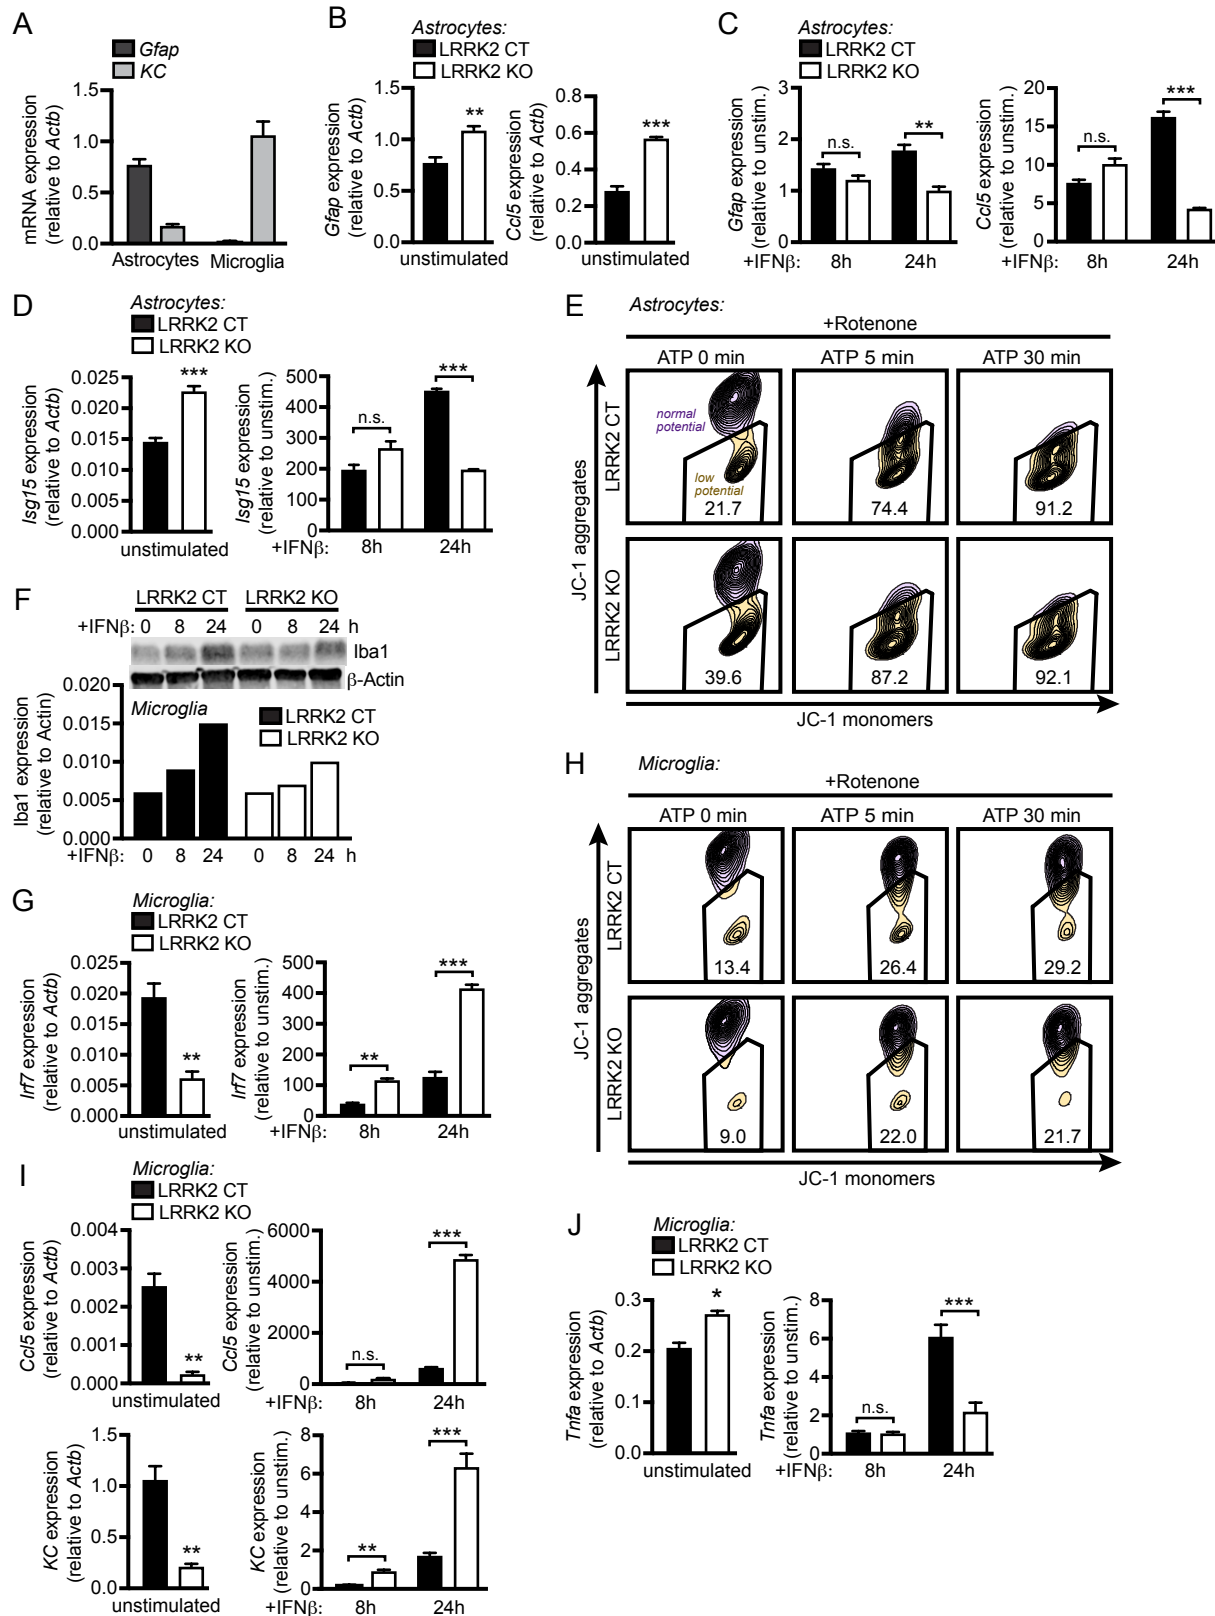 A
Gfap
KC
mRNA expression
(relative to Actb)
1.5
1.0
0.5
0.0
Astrocytes Microglia
B
Astrocytes:
LRRK2 CT
LRRK2 KO
Gfap expression
(relative to Actb)
1.5
1.0
0.5
0.0
**
unstimulated
Ccl5 expression
(relative to Actb)
0.8
0.6
0.4
0.2
0.0
***
unstimulated
C
Astrocytes:
LRRK2 CT
LRRK2 KO
Gfap expression
(relative to unstim.)
3
2
1
0
n.s.
**
+IFNβ: 8h 24h
Ccl5 expression
(relative to unstim.)
20
15
10
5
0
n.s.
***
+IFNβ: 8h 24h
D
Astrocytes:
LRRK2 CT
LRRK2 KO
Isg15 expression
(relative to Actb)
0.025
0.020
0.015
0.010
0.005
0.000
***
unstimulated
Isg15 expression
(relative to unstim.)
500
400
300
200
100
0
n.s.
***
+IFNβ: 8h 24h
E
Astrocytes:
+Rotenone
ATP 0 min ATP 5 min ATP 30 min
JC-1 aggregates
LRRK2 CT
normal
potential
low
potential
21.7 74.4 91.2
LRRK2 KO
39.6 87.2 92.1
JC-1 monomers
F
LRRK2 CT LRRK2 KO
+IFNβ: 0 8 24 0 8 24 h
Iba1
β-Actin
Microglia
LRRK2 CT
LRRK2 KO
Iba1 expression
(relative to Actin)
0.020
0.015
0.010
0.005
0.000
+IFNβ: 0 8 24 0 8 24 h
G
Microglia:
LRRK2 CT
LRRK2 KO
Irf7 expression
(relative to Actb)
0.025
0.020
0.015
0.010
0.005
0.000
**
unstimulated
Irf7 expression
(relative to unstim.)
500
400
300
200
100
0
**
***
+IFNβ: 8h 24h
H
Microglia:
+Rotenone
ATP 0 min ATP 5 min ATP 30 min
JC-1 aggregates
LRRK2 CT
13.4 26.4 29.2
LRRK2 KO
9.0 22.0 21.7
JC-1 monomers
I
Microglia:
LRRK2 CT
LRRK2 KO
Ccl5 expression
(relative to Actb)
0.004
0.003
0.002
0.001
0.000
**
unstimulated
Ccl5 expression
(relative to unstim.)
6000
4000
2000
0
n.s.
***
+IFNβ: 8h 24h
KC expression
(relative to Actb)
1.5
1.0
0.5
0.0
**
unstimulated
KC expression
(relative to unstim.)
8
6
4
2
0
**
***
+IFNβ: 8h 24h
J
Microglia:
LRRK2 CT
LRRK2 KO
Tnfa expression
(relative to Actb)
0.3
0.2
0.1
0.0
*
unstimulated
Tnfa expression
(relative to unstim.)
8
6
4
2
0
n.s.
***
+IFNβ: 8h 24h